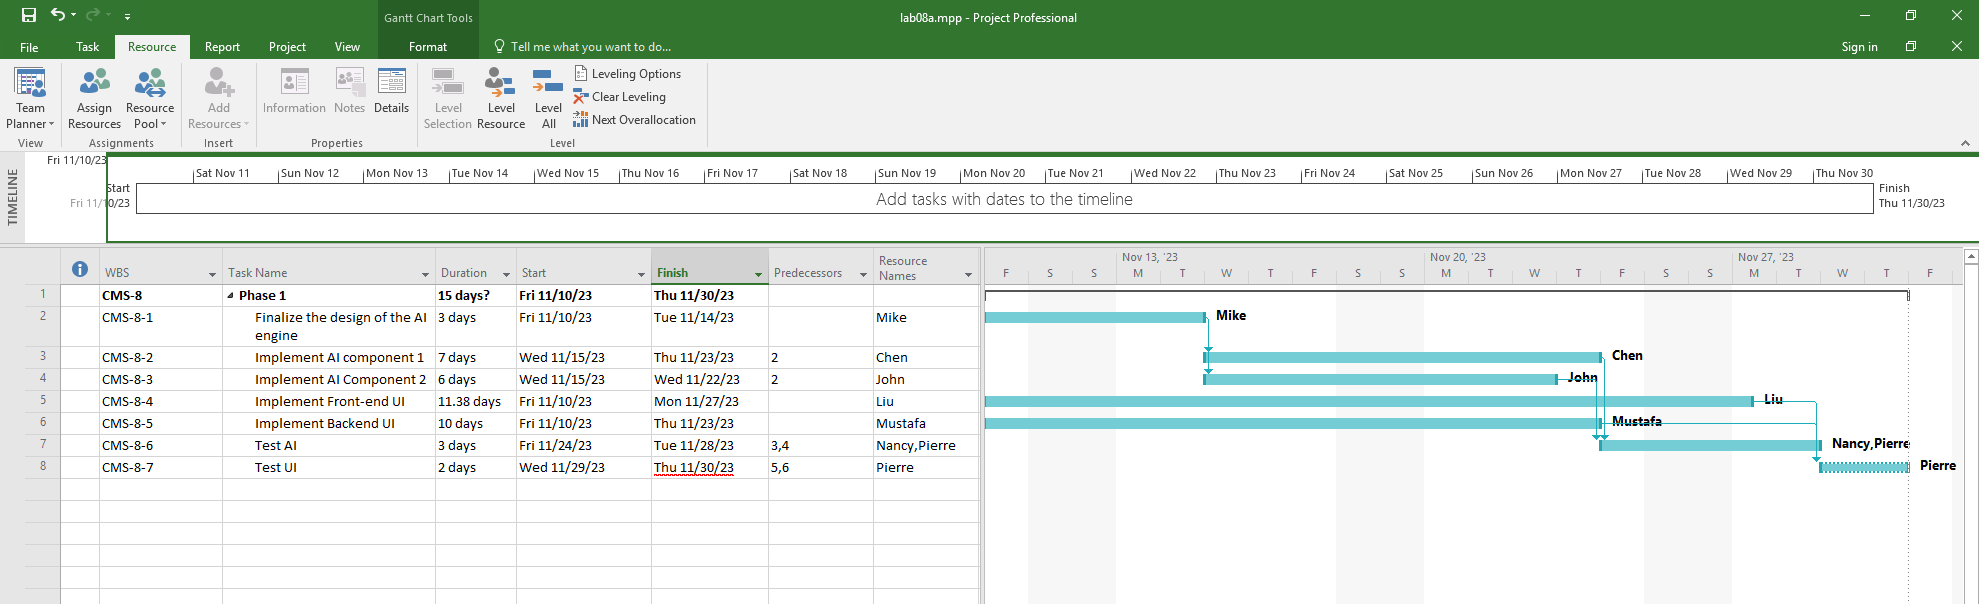 lab08a.mpp - Project Professional
Gantt Chart Tools
File Task Resource Report Project View Format Tell me what you want to do... Sign in
Team Planner
Assign Resources
Resource Pool
Add Resources
Information
Notes
Details
Level Selection
Level Resource
Level All
Leveling Options
Clear Leveling
Next Overallocation
View Assignments Insert Properties Level
TIMELINE
Fri 11/10/23
Sat Nov 11 Sun Nov 12 Mon Nov 13 Tue Nov 14 Wed Nov 15 Thu Nov 16 Fri Nov 17 Sat Nov 18 Sun Nov 19 Mon Nov 20 Tue Nov 21 Wed Nov 22 Thu Nov 23 Fri Nov 24 Sat Nov 25 Sun Nov 26 Mon Nov 27 Tue Nov 28 Wed Nov 29 Thu Nov 30
Start
Fri 11/10/23
Add tasks with dates to the timeline
Finish
Thu 11/30/23
WBS Task Name Duration Start Finish Predecessors Resource Names
Nov 13, '23 Nov 20, '23 Nov 27, '23
F S S M T W T F S S M T W T F S S M T W T F
1 CMS-8 Phase 1 15 days? Fri 11/10/23 Thu 11/30/23
2 CMS-8-1 Finalize the design of the AI engine 3 days Fri 11/10/23 Tue 11/14/23 Mike
3 CMS-8-2 Implement AI component 1 7 days Wed 11/15/23 Thu 11/23/23 2 Chen
4 CMS-8-3 Implement AI Component 2 6 days Wed 11/15/23 Wed 11/22/23 2 John
5 CMS-8-4 Implement Front-end UI 11.38 days Fri 11/10/23 Mon 11/27/23 Liu
6 CMS-8-5 Implement Backend UI 10 days Fri 11/10/23 Thu 11/23/23 Mustafa
7 CMS-8-6 Test AI 3 days Fri 11/24/23 Tue 11/28/23 3,4 Nancy,Pierre
8 CMS-8-7 Test UI 2 days Wed 11/29/23 Thu 11/30/23 5,6 Pierre
Mike
Chen
John
Liu
Mustafa
Nancy,Pierre
Pierre